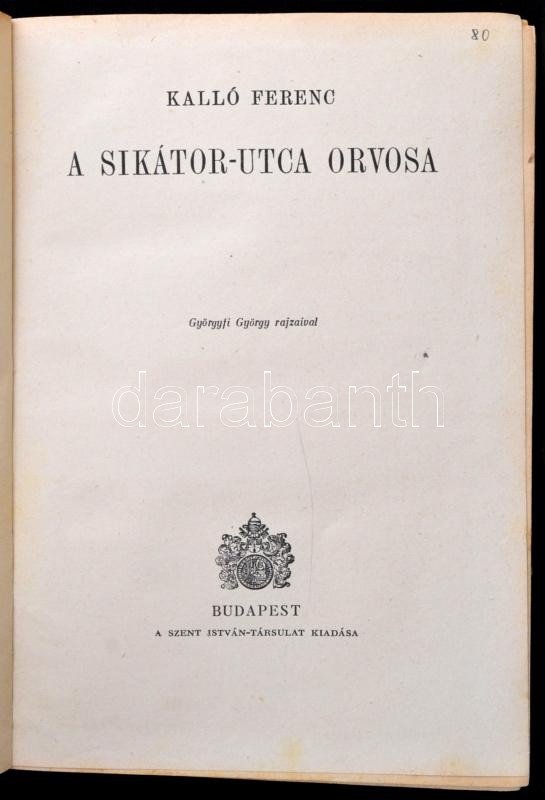 80
KALLÓ FERENC
A SIKÁTOR-UTCA ORVOSA
Györgyfi György rajzaival
darabanth
BUDAPEST
A SZENT ISTVÁN-TÁRSULAT KIADÁSA